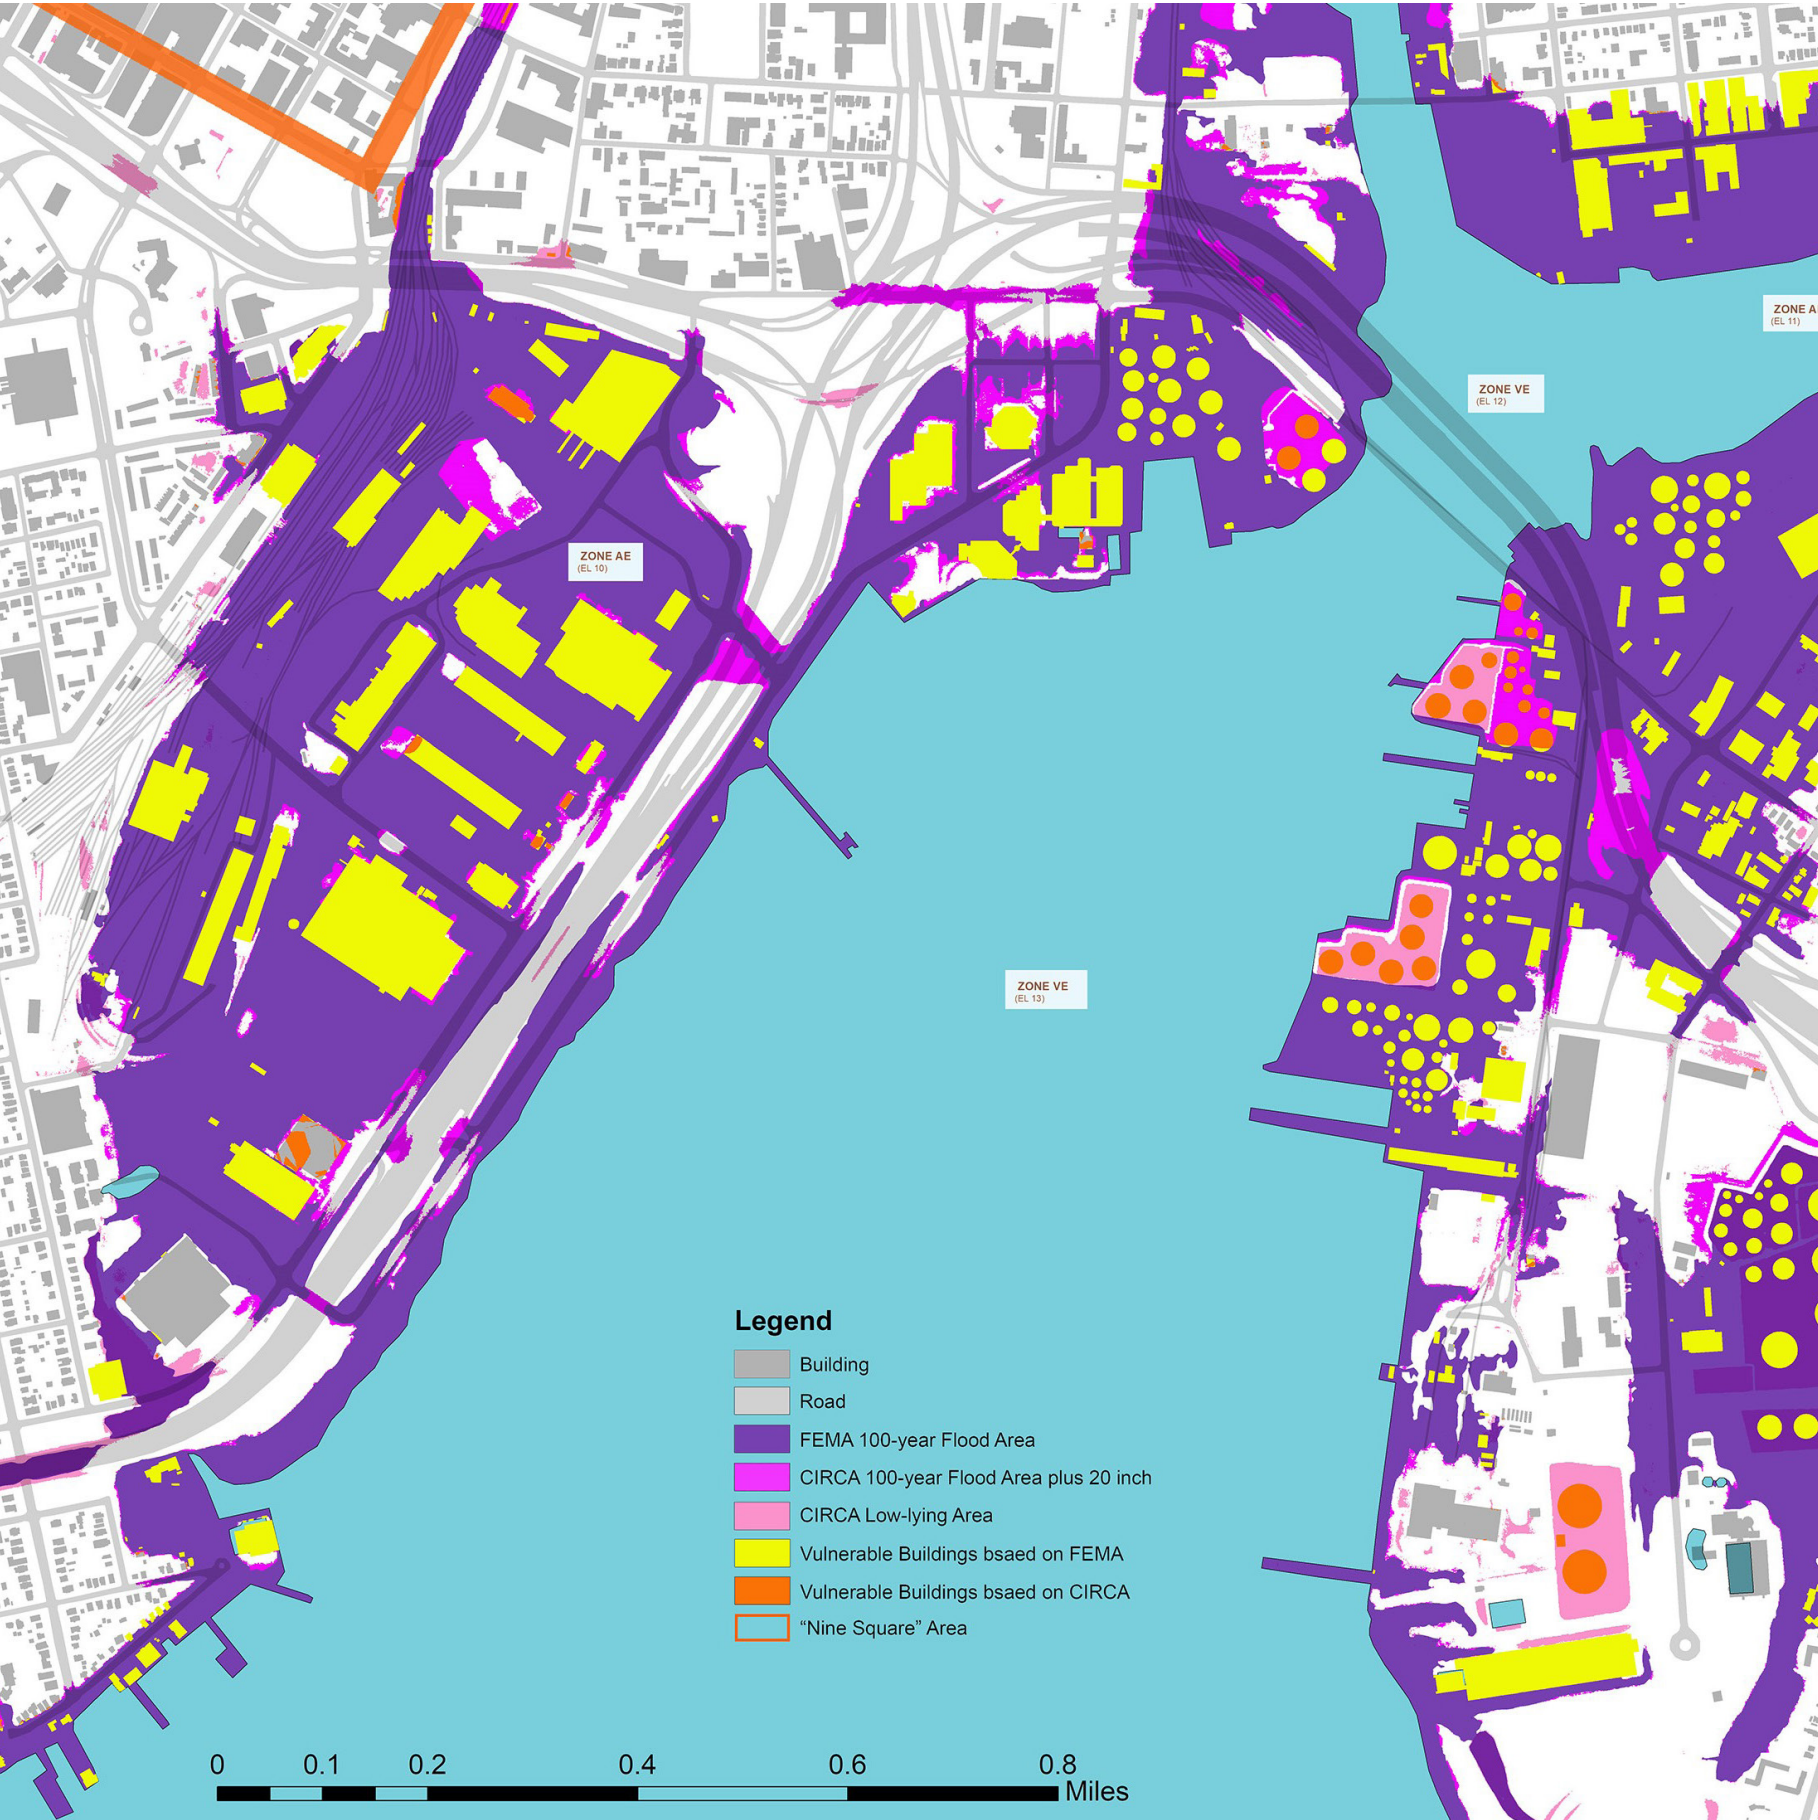 ZONE A
(EL 11)
ZONE VE
(EL 12)
ZONE AE
(EL 10)
ZONE VE
(EL 13)
Legend
Building
Road
FEMA 100-year Flood Area
CIRCA 100-year Flood Area plus 20 inch
CIRCA Low-lying Area
Vulnerable Buildings bsaed on FEMA
Vulnerable Buildings bsaed on CIRCA
“Nine Square” Area
0 0.1 0.2 0.4 0.6 0.8
Miles